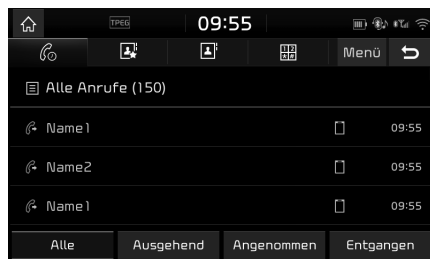 TPEG 09:55
Menü
Alle Anrufe (150)
Name1 09:55
Name2 09:55
Name1 09:55
Alle Ausgehend Angenommen Entgangen